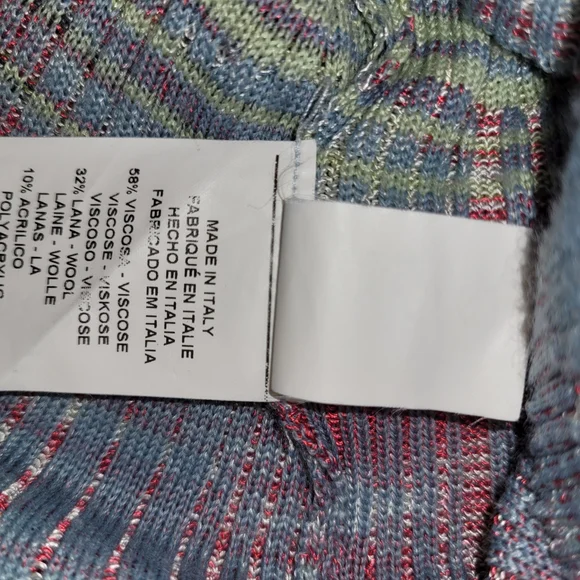 MADE IN ITALY
FABRIQUÉ EN ITALIE
HECHO EN ITALIA
FABRICADO EM ITALIA
58% VISCOSA - VISCOSE
VISCOSE - VISKOSE
VISCOSO - VISCOSE
32% LANA - WOOL
LAINE - WOLLE
LANAS - LA
10% ACRILICO